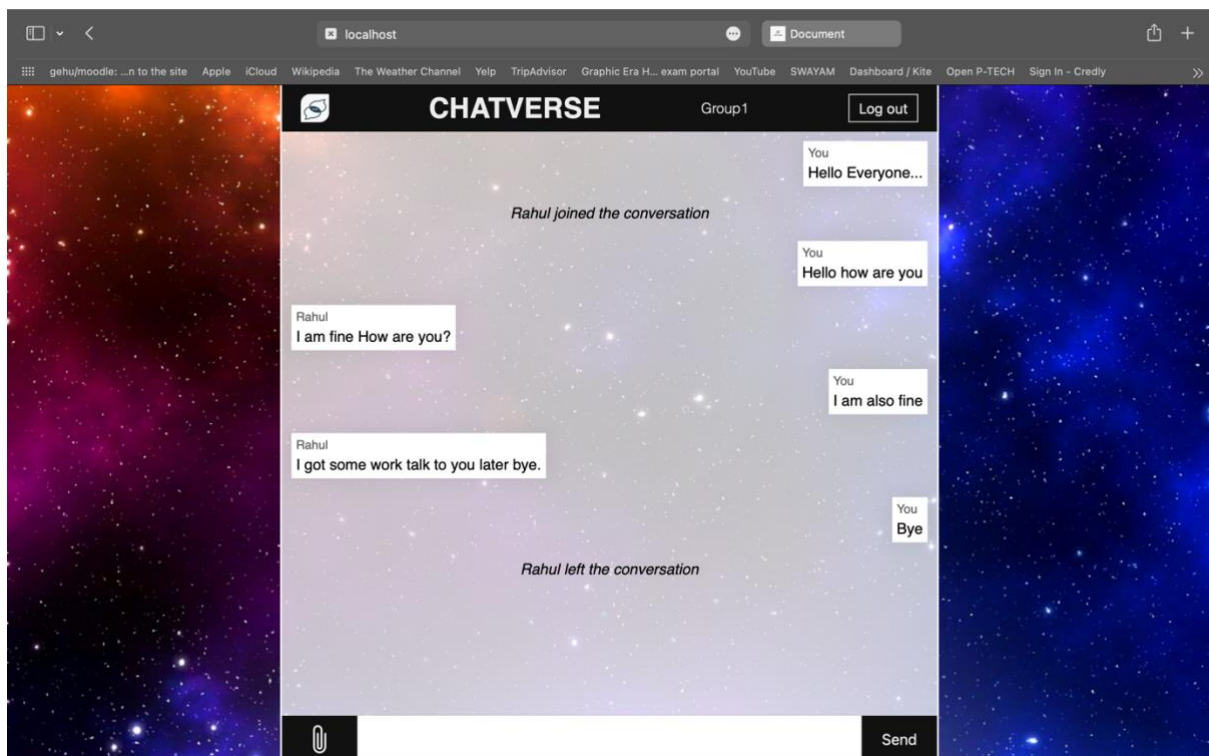 localhost
Document
gehu/moodle: ...n to the site Apple iCloud Wikipedia The Weather Channel Yelp TripAdvisor Graphic Era H... exam portal YouTube SWAYAM Dashboard / Kite Open P-TECH Sign In - Credly
CHATVERSE Group1 Log out
You
Hello Everyone...
Rahul joined the conversation
You
Hello how are you
Rahul
I am fine How are you?
You
I am also fine
Rahul
I got some work talk to you later bye.
You
Bye
Rahul left the conversation
Send